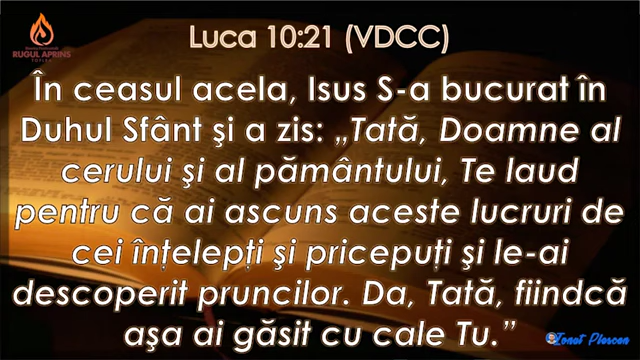 RUGUL APRINS
Luca 10:21 (VDCC)
În ceasul acela, Isus S-a bucurat în
Duhul Sfânt şi a zis: „Tată, Doamne al
cerului şi al pământului, Te laud
pentru că ai ascuns aceste lucruri de
cei înțelepți şi pricepuți şi le-ai
descoperit pruncilor. Da, Tată, fiindcă
aşa ai găsit cu cale Tu.”
Ionat